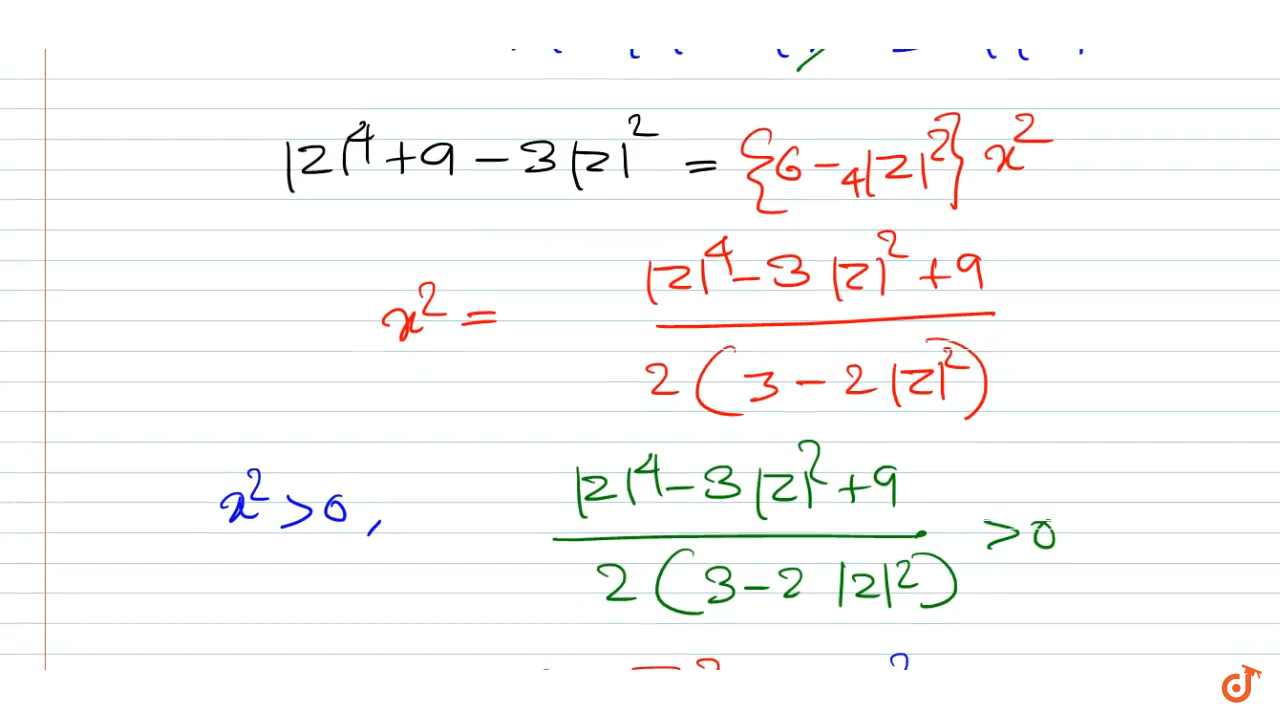 |z|⁴ + 9 - 3|z|² = {6 - 4|z|²} x²
x² = (|z|⁴ - 3|z|² + 9) / (2(3 - 2|z|²))
x² > 0, (|z|⁴ - 3|z|² + 9) / (2(3 - 2|z|²)) > 0